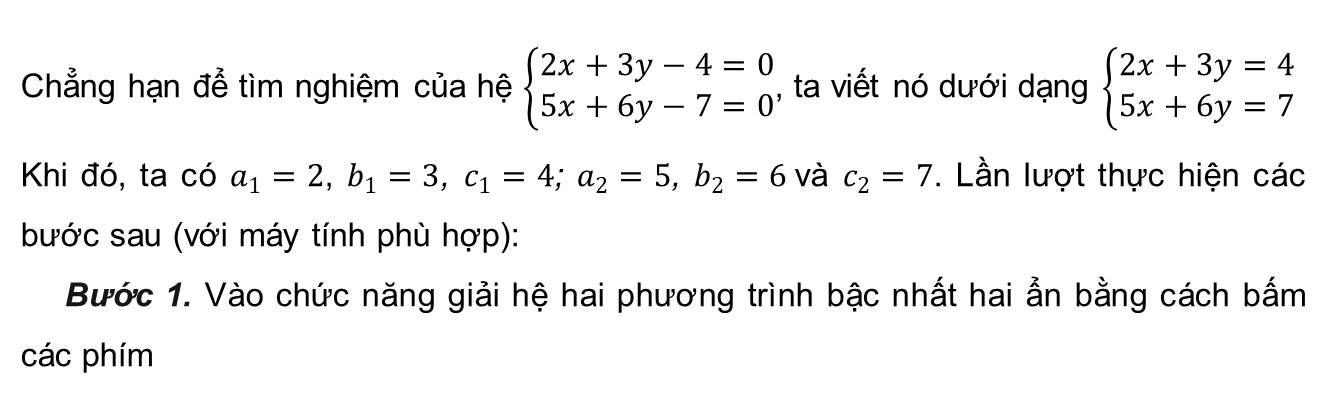 Chẳng hạn để tìm nghiệm của hệ {2x + 3y − 4 = 0 5x + 6y − 7 = 0, ta viết nó dưới dạng {2x + 3y = 4 5x + 6y = 7
Khi đó, ta có a₁ = 2, b₁ = 3, c₁ = 4; a₂ = 5, b₂ = 6 và c₂ = 7. Lần lượt thực hiện các
bước sau (với máy tính phù hợp):
Bước 1. Vào chức năng giải hệ hai phương trình bậc nhất hai ẩn bằng cách bấm
các phím